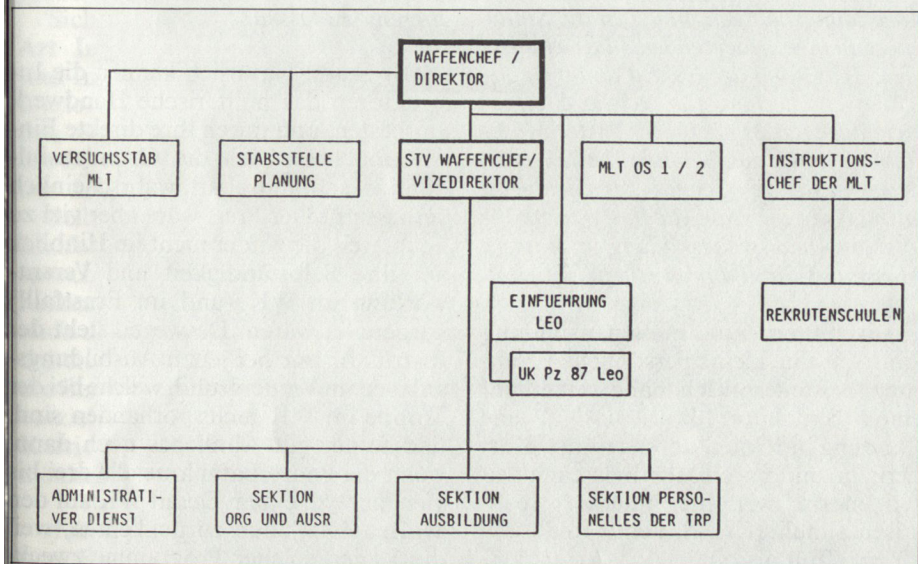 WAFFENCHEF /
DIREKTOR
VERSUCHSSTAB
MLT
STABSSTELLE
PLANUNG
STV WAFFENCHEF/
VIZEDIREKTOR
MLT OS 1 / 2
INSTRUKTIONS-
CHEF DER MLT
EINFUEHRUNG
LEO
UK Pz 87 Leo
REKRUTENSCHULEN
ADMINISTRATI-
VER DIENST
SEKTION
ORG UND AUSR
SEKTION
AUSBILDUNG
SEKTION PERSO-
NELLES DER TRP